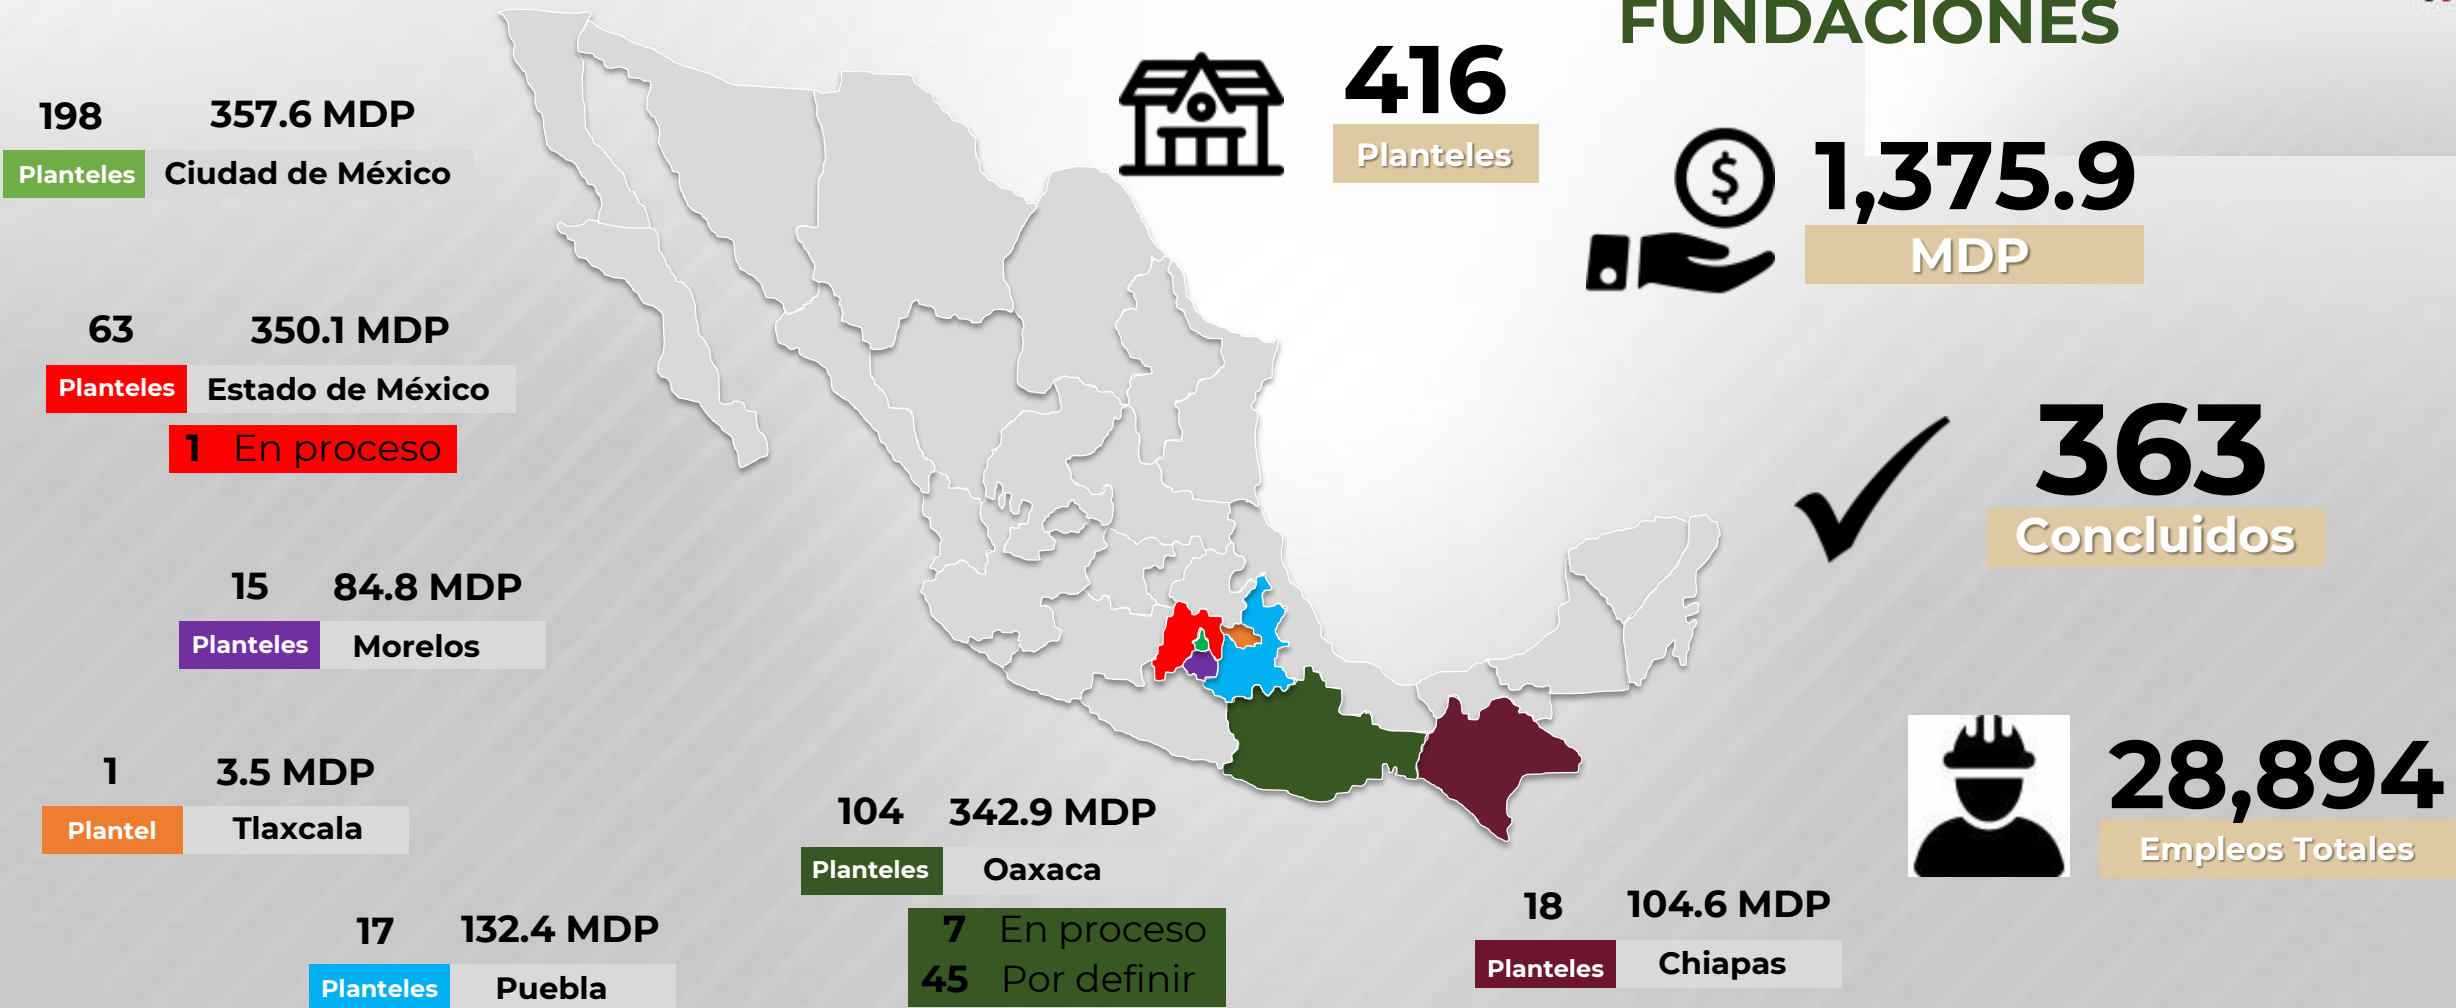 FUNDACIONES
416
Planteles
$
1,375.9
MDP
363
Concluidos
28,894
Empleos Totales
198 357.6 MDP
Planteles Ciudad de México
63 350.1 MDP
Planteles Estado de México
1 En proceso
15 84.8 MDP
Planteles Morelos
1 3.5 MDP
Plantel Tlaxcala
17 132.4 MDP
Planteles Puebla
104 342.9 MDP
Planteles Oaxaca
7 En proceso
45 Por definir
18 104.6 MDP
Planteles Chiapas